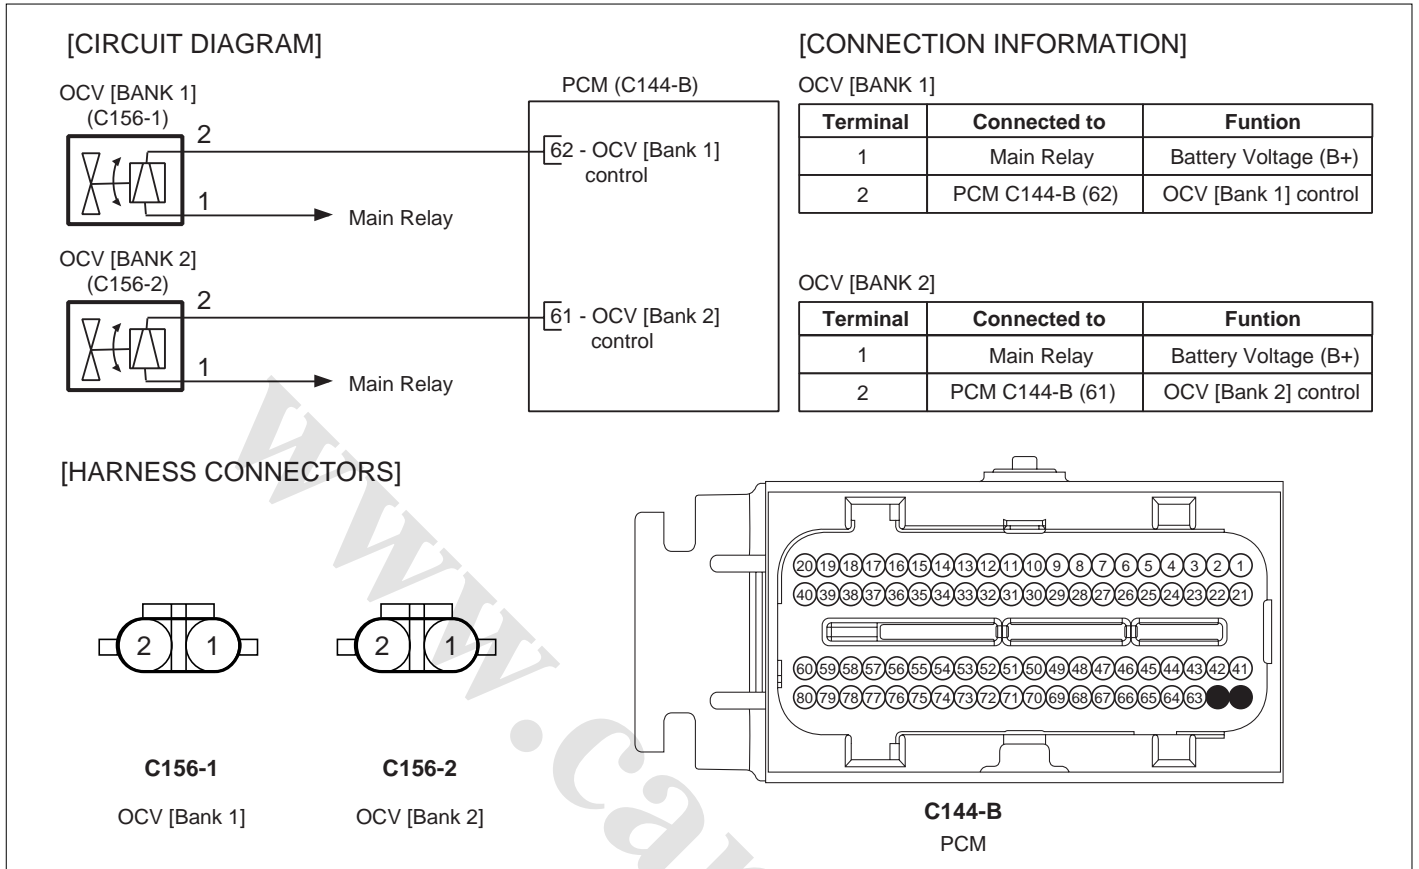 [CIRCUIT DIAGRAM]
OCV [BANK 1]
(C156-1)
2
1
Main Relay
OCV [BANK 2]
(C156-2)
2
1
Main Relay
PCM (C144-B)
62 - OCV [Bank 1]
control
61 - OCV [Bank 2]
control
[CONNECTION INFORMATION]
OCV [BANK 1]
Terminal Connected to Funtion
1 Main Relay Battery Voltage (B+)
2 PCM C144-B (62) OCV [Bank 1] control
OCV [BANK 2]
Terminal Connected to Funtion
1 Main Relay Battery Voltage (B+)
2 PCM C144-B (61) OCV [Bank 2] control
[HARNESS CONNECTORS]
2 1
C156-1
OCV [Bank 1]
2 1
C156-2
OCV [Bank 2]
20 19 18 17 16 15 14 13 12 11 10 9 8 7 6 5 4 3 2 1
40 39 38 37 36 35 34 33 32 31 30 29 28 27 26 25 24 23 22 21
60 59 58 57 56 55 54 53 52 51 50 49 48 47 46 45 44 43 42 41
80 79 78 77 76 75 74 73 72 71 70 69 68 67 66 65 64 63
C144-B
PCM
www.ca